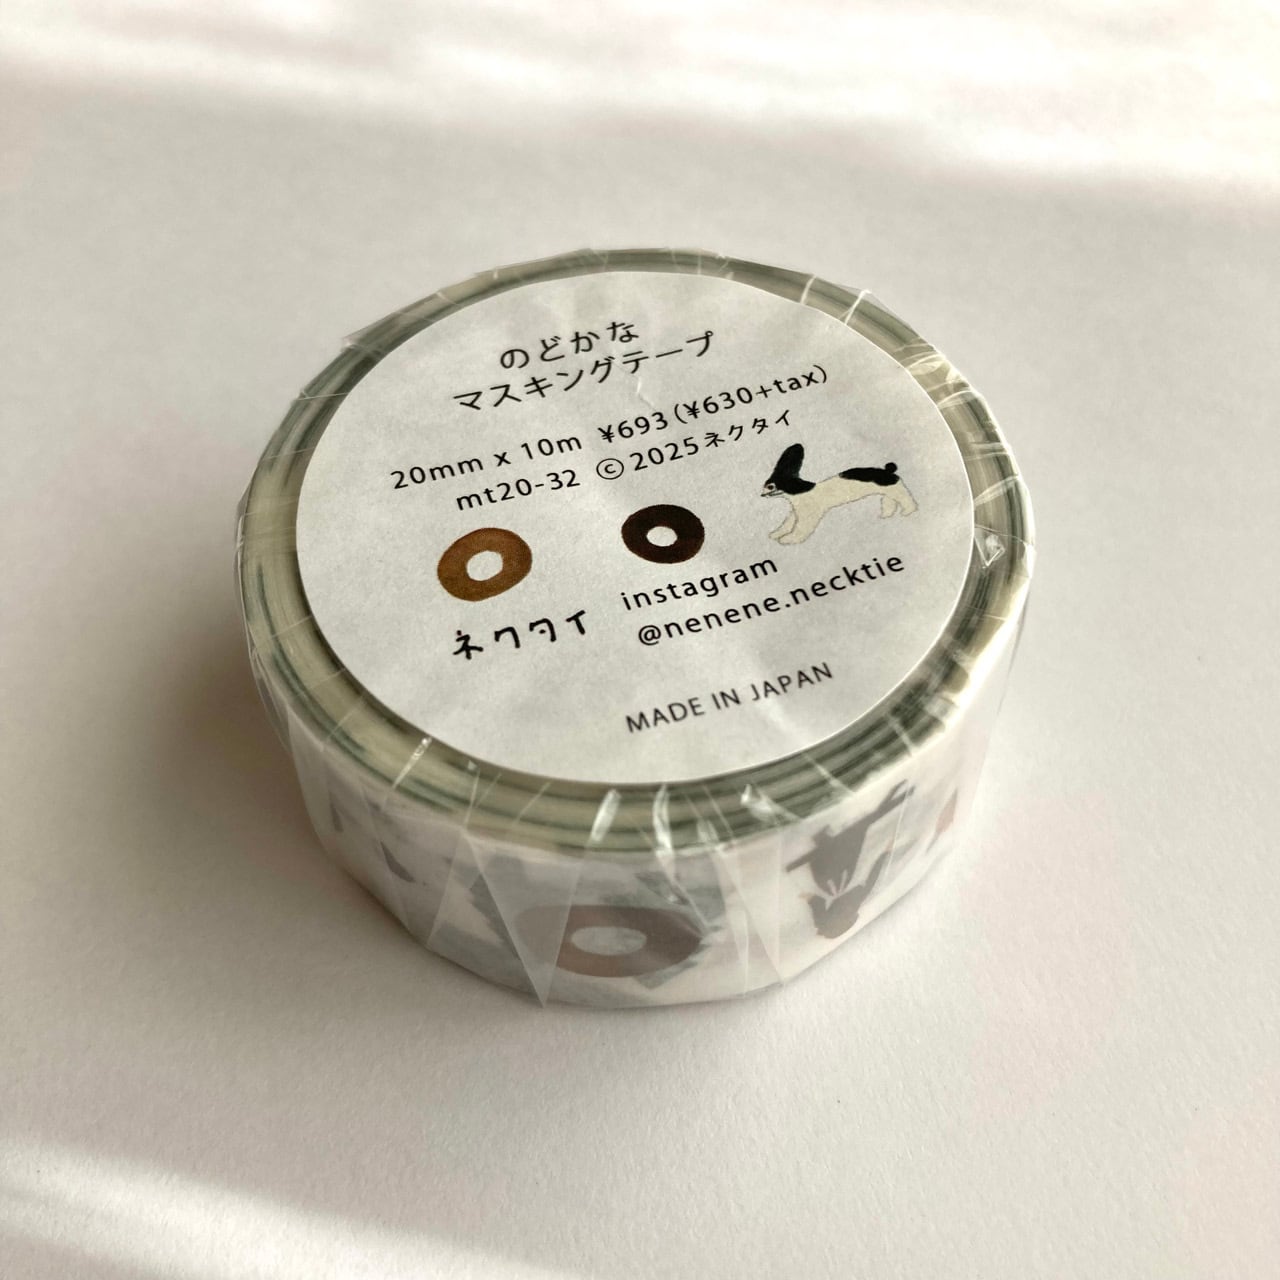 のどかな
マスキングテープ
20mm x 10m ¥693(¥630+tax)
mt20-32 ©2025ネクタイ
ネクタイ
instagram
@nenene.necktie
MADE IN JAPAN